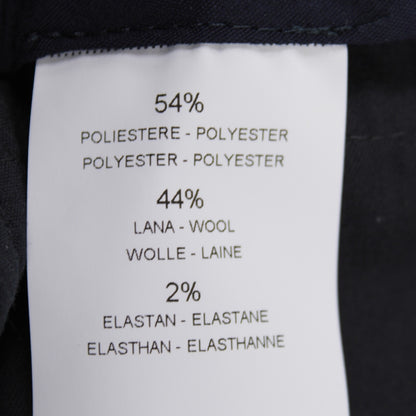 54%
POLIESTERE - POLYESTER
POLYESTER - POLYESTER
44%
LANA - WOOL
WOLLE - LAINE
2%
ELASTAN - ELASTANE
ELASTHAN - ELASTHANNE